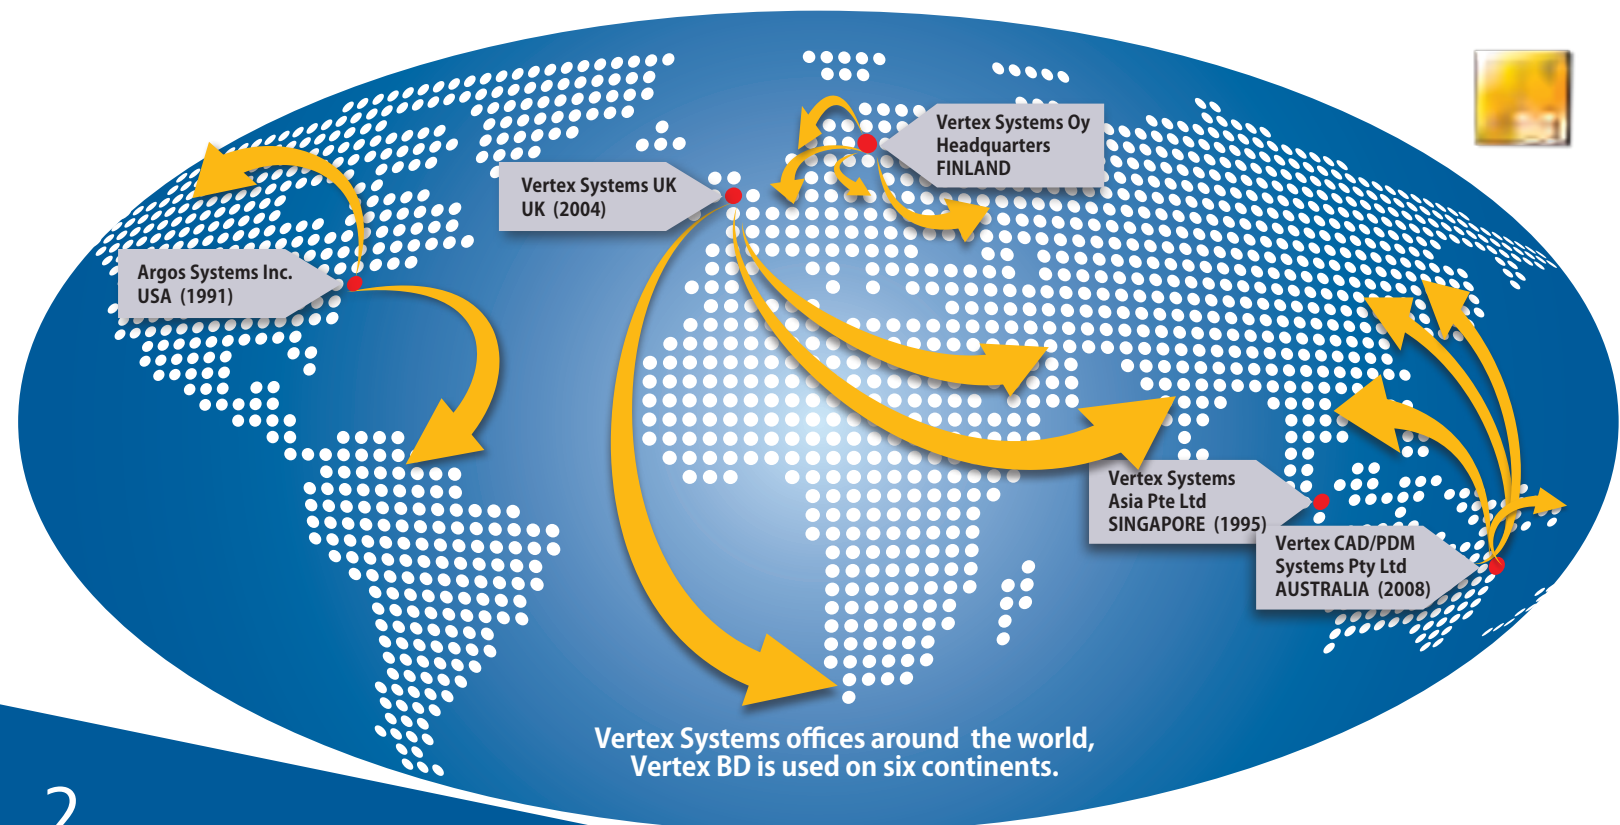 Vertex Systems Oy
Headquarters
FINLAND
Vertex Systems UK
UK (2004)
Argos Systems Inc.
USA (1991)
Vertex Systems
Asia Pte Ltd
SINGAPORE (1995)
Vertex CAD/PDM
Systems Pty Ltd
AUSTRALIA (2008)
Vertex Systems offices around the world,
Vertex BD is used on six continents.
2